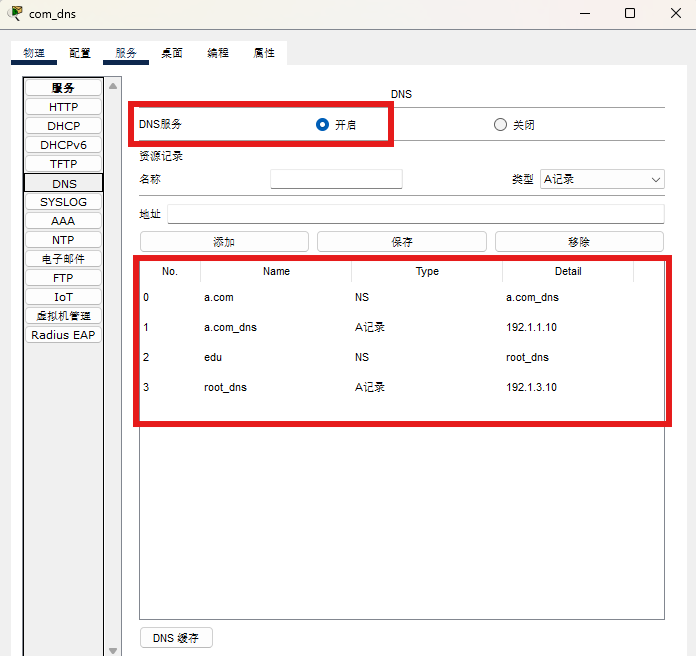 com_dns
物理 配置 服务 桌面 编程 属性
服务
HTTP
DHCP
DHCPv6
TFTP
DNS
SYSLOG
AAA
NTP
电子邮件
FTP
IoT
虚拟机管理
Radius EAP
DNS
DNS服务 开启 关闭
资源记录
名称 类型 A记录
地址
添加 保存 移除
No. Name Type Detail
0 a.com NS a.com_dns
1 a.com_dns A记录 192.1.1.10
2 edu NS root_dns
3 root_dns A记录 192.1.3.10
DNS 缓存